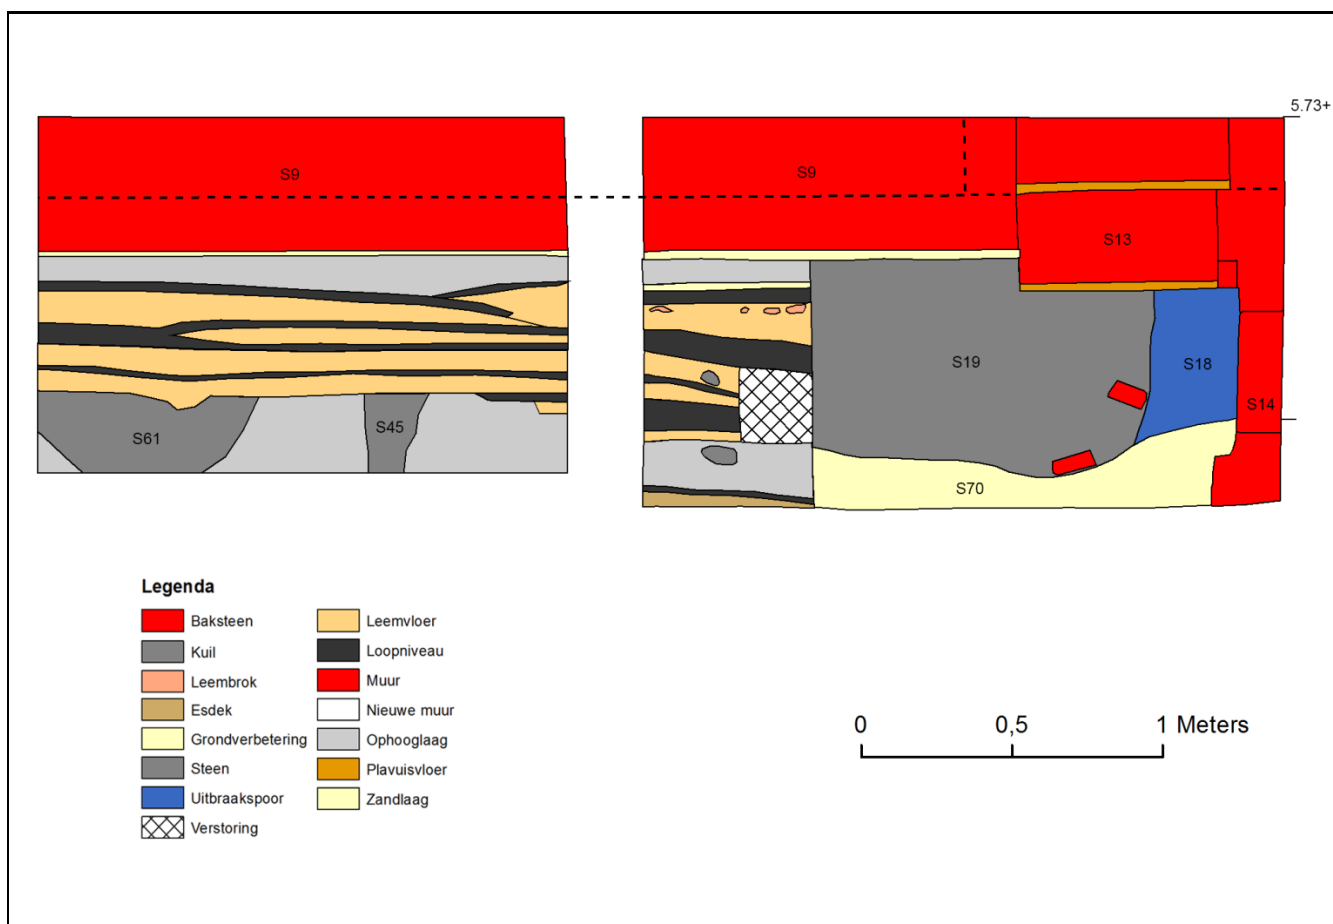 5.73+
S9
S9
S13
S19
S18
S14
S61
S45
S70
Legenda
Baksteen
Kuil
Leembrok
Esdek
Grondverbetering
Steen
Uitbraakspoor
Verstoring
Leemvloer
Loopniveau
Muur
Nieuwe muur
Ophooglaag
Plavuisvloer
Zandlaag
0 0,5 1 Meters